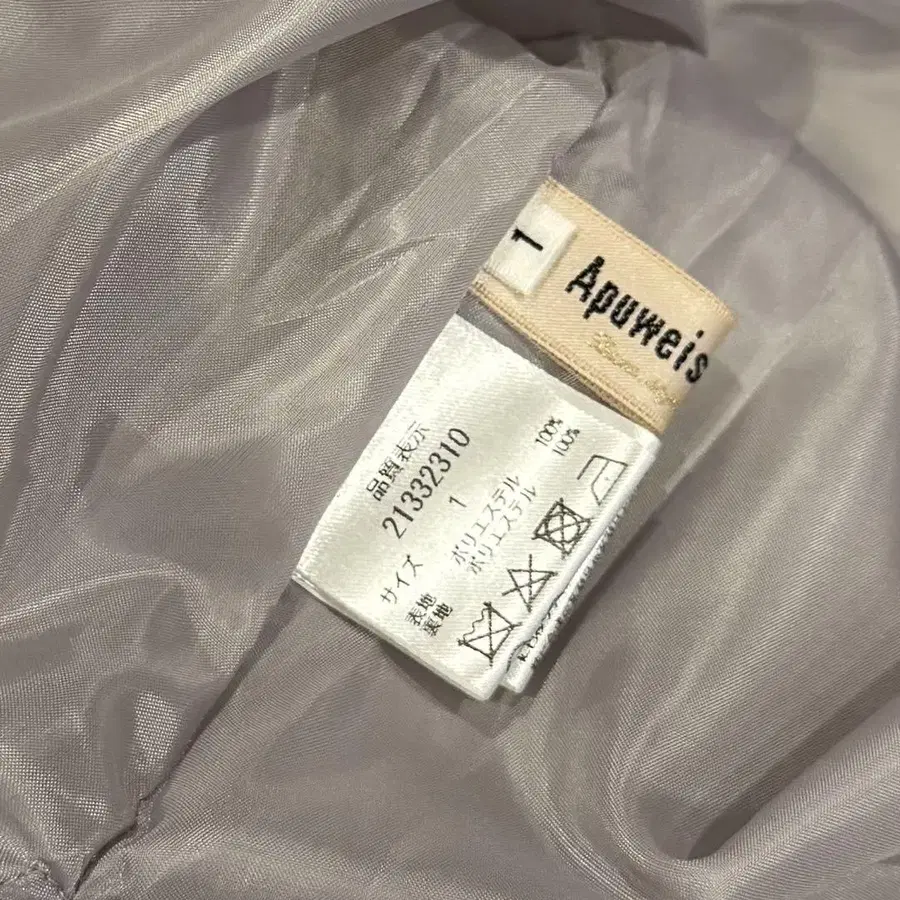 1
Apuweis
品質表示
21332310
サイズ 1
表地 ポリエステル 100%
裏地 ポリエステル 100%